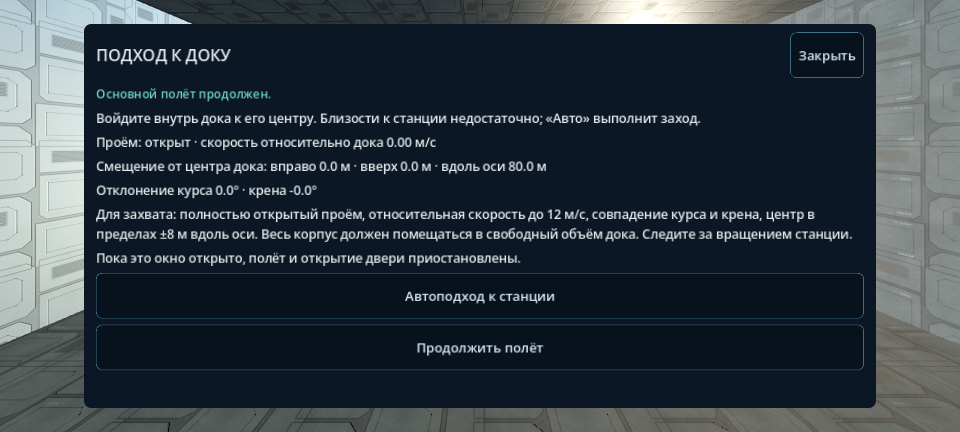 ПОДХОД К ДОКУ
Закрыть
Основной полёт продолжен.
Войдите внутрь дока к его центру. Близости к станции недостаточно; «Авто» выполнит заход.
Проём: открыт · скорость относительно дока 0.00 м/с
Смещение от центра дока: вправо 0.0 м · вверх 0.0 м · вдоль оси 80.0 м
Отклонение курса 0.0° · крена -0.0°
Для захвата: полностью открытый проём, относительная скорость до 12 м/с, совпадение курса и крена, центр в
пределах ±8 м вдоль оси. Весь корпус должен помещаться в свободный объём дока. Следите за вращением станции.
Пока это окно открыто, полёт и открытие двери приостановлены.
Автоподход к станции
Продолжить полёт